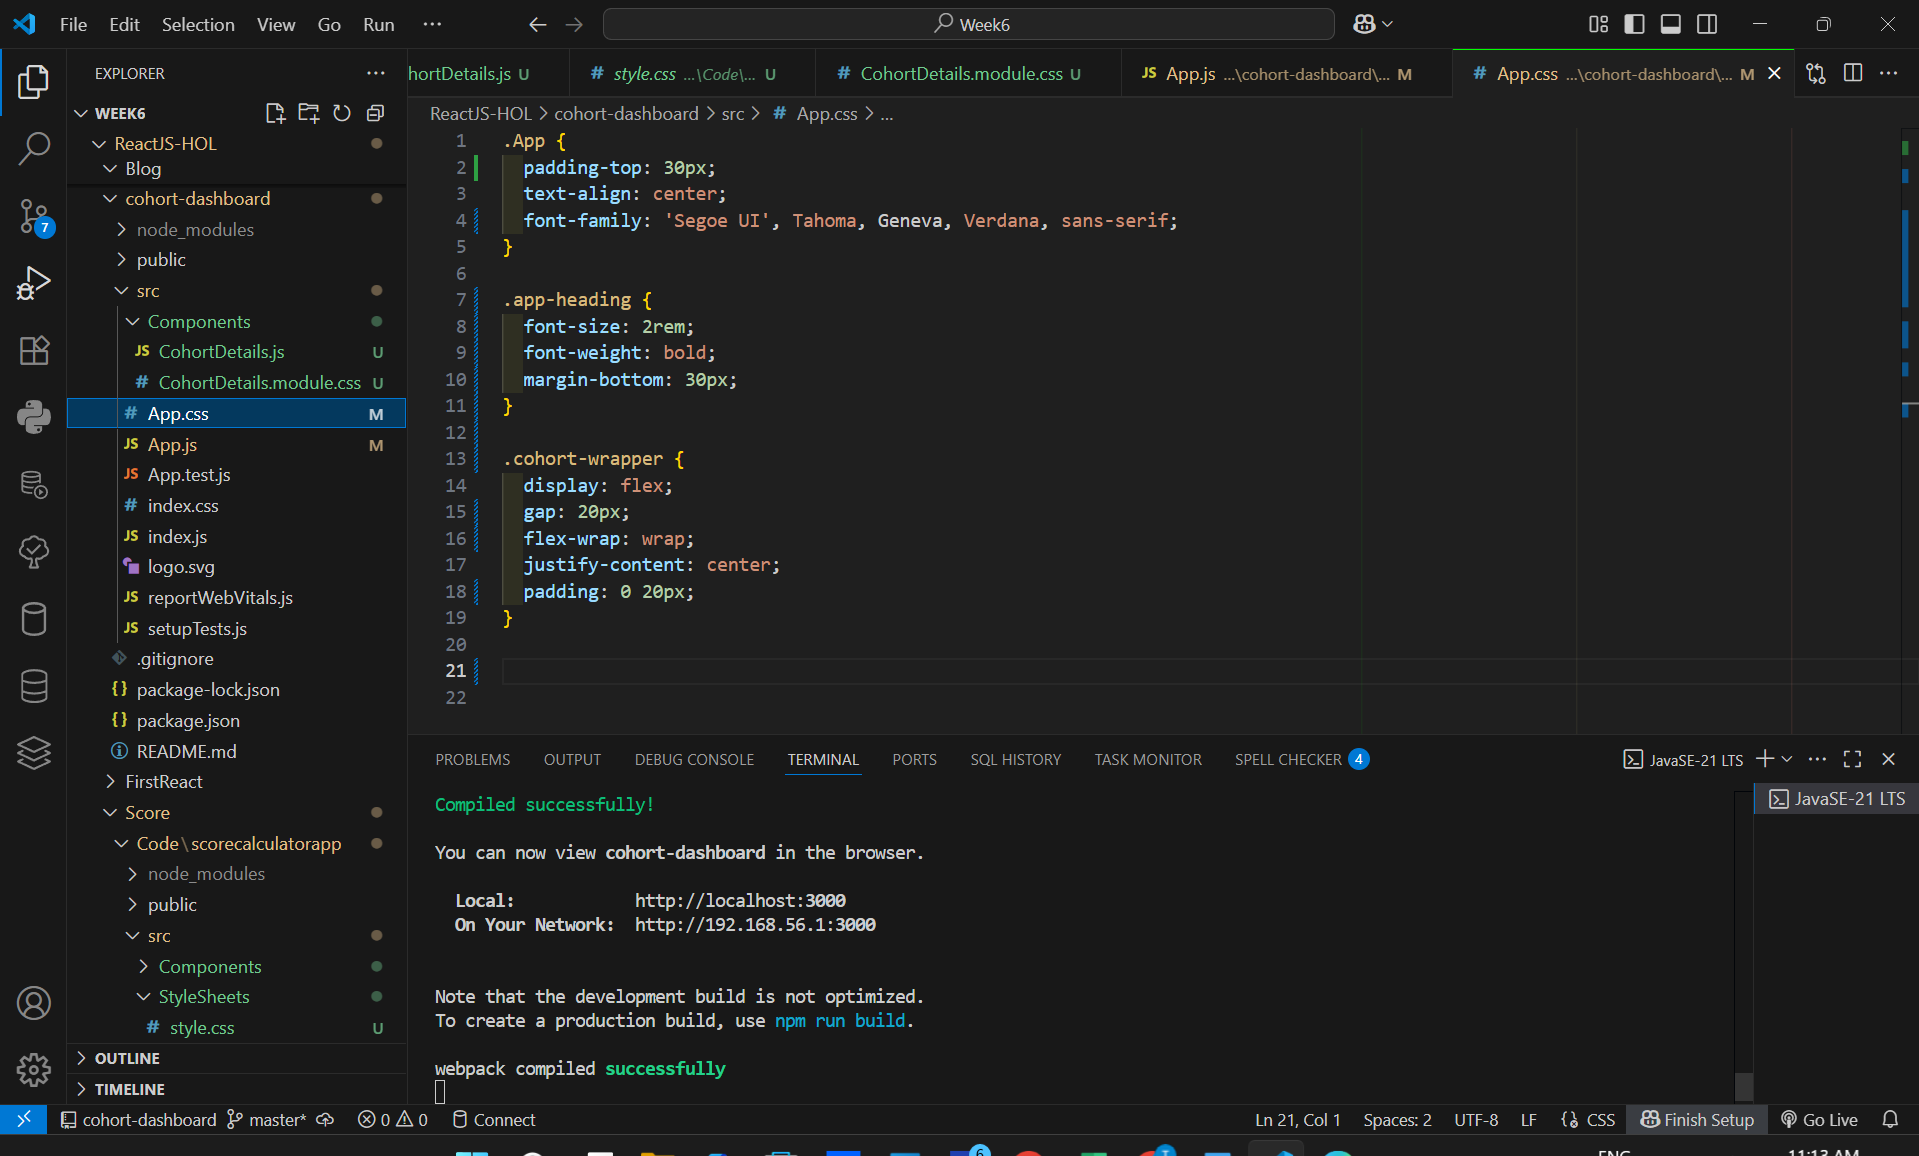 File Edit Selection View Go Run ...
Week6
EXPLORER
hortDetails.js U
style.css ...\Code\... U
CohortDetails.module.css U
JS App.js ...\cohort-dashboard\... M
App.css ...\cohort-dashboard\... M
WEEK6
ReactJS-HOL
Blog
cohort-dashboard
node_modules
public
src
Components
JS CohortDetails.js U
# CohortDetails.module.css U
# App.css M
JS App.js M
JS App.test.js
# index.css
JS index.js
logo.svg
JS reportWebVitals.js
JS setupTests.js
.gitignore
{} package-lock.json
{} package.json
README.md
FirstReact
Score
Code\scorecalculatorapp
node_modules
public
src
Components
StyleSheets
# style.css U
OUTLINE
TIMELINE
7
ReactJS-HOL > cohort-dashboard > src > # App.css > ...
1 .App {
2 padding-top: 30px;
3 text-align: center;
4 font-family: 'Segoe UI', Tahoma, Geneva, Verdana, sans-serif;
5 }
6
7 .app-heading {
8 font-size: 2rem;
9 font-weight: bold;
10 margin-bottom: 30px;
11 }
12
13 .cohort-wrapper {
14 display: flex;
15 gap: 20px;
16 flex-wrap: wrap;
17 justify-content: center;
18 padding: 0 20px;
19 }
20
21
22
PROBLEMS OUTPUT DEBUG CONSOLE TERMINAL PORTS SQL HISTORY TASK MONITOR SPELL CHECKER 4
JavaSE-21 LTS
JavaSE-21 LTS
Compiled successfully!
You can now view cohort-dashboard in the browser.
Local: http://localhost:3000
On Your Network: http://192.168.56.1:3000
Note that the development build is not optimized.
To create a production build, use npm run build.
webpack compiled successfully
cohort-dashboard master* 0 0 Connect
Ln 21, Col 1 Spaces: 2 UTF-8 LF {} CSS Finish Setup Go Live
6
ENG
11:13 AM